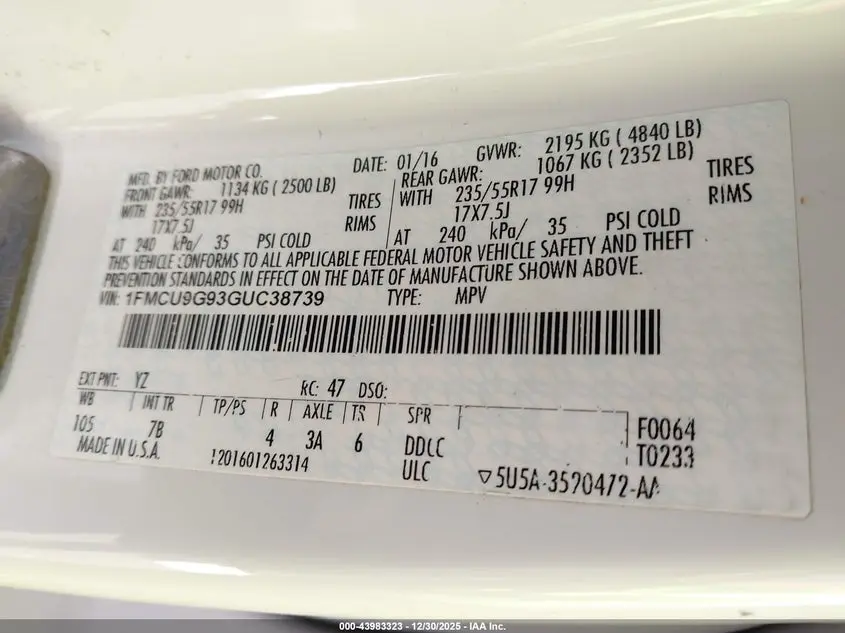 MFD. BY FORD MOTOR CO.
DATE: 01/16 GVWR: 2195 KG ( 4840 LB)
FRONT GAWR: 1134 KG ( 2500 LB)
REAR GAWR: 1067 KG ( 2352 LB)
WITH 235/55R17 99H TIRES
WITH 235/55R17 99H TIRES
17X7.5J RIMS
17X7.5J RIMS
AT 240 kPa/ 35 PSI COLD
AT 240 kPa/ 35 PSI COLD
THIS VEHICLE CONFORMS TO ALL APPLICABLE FEDERAL MOTOR VEHICLE SAFETY AND THEFT
PREVENTION STANDARDS IN EFFECT ON THE DATE OF MANUFACTURE SHOWN ABOVE.
VIN: 1FMCU9G93GUC38739 TYPE: MPV
EXT PNT: YZ RC: 47 DSO:
WB INT TR TP/PS R AXLE TR SPR
105 7B 4 3A 6 DDCC F0064
MADE IN U.S.A. 1201601263314 ULC T0233
5U5A-3520472-AA
000-43983323 - 12/30/2025 - IAA Inc.